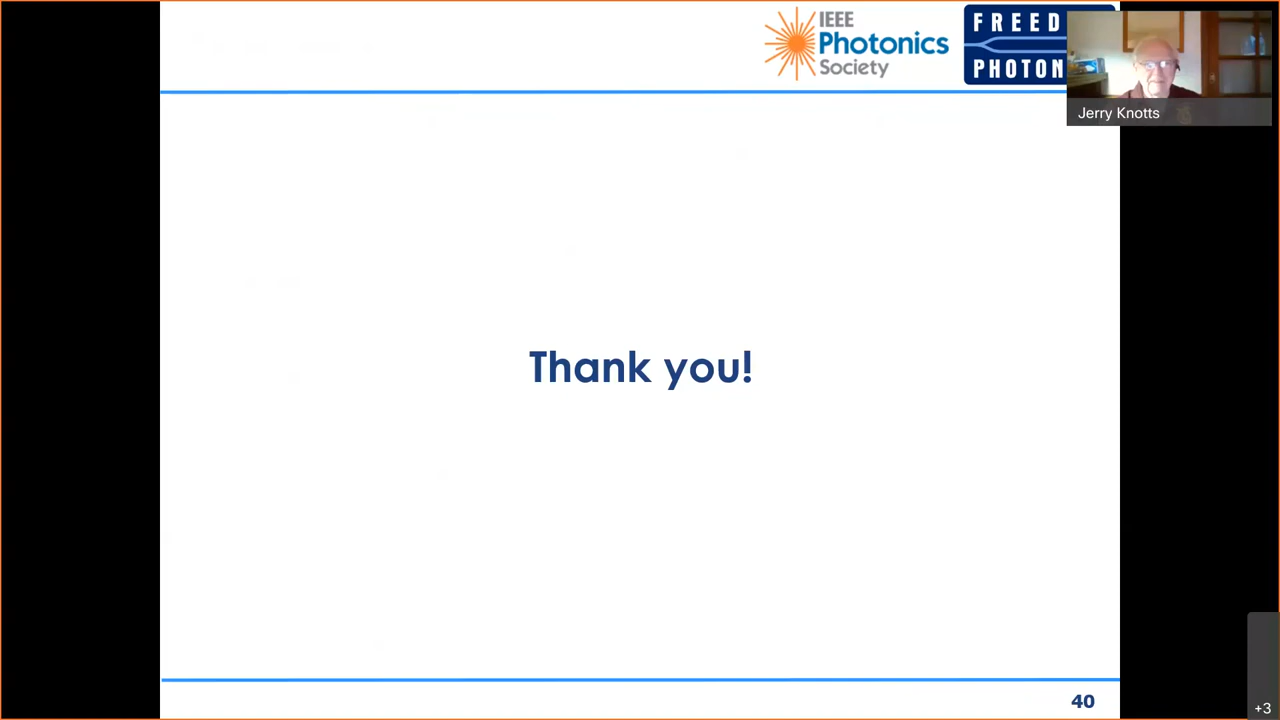 IEEE
Photonics
Society
FREED
PHOTON
Jerry Knotts
Thank you!
40
+3